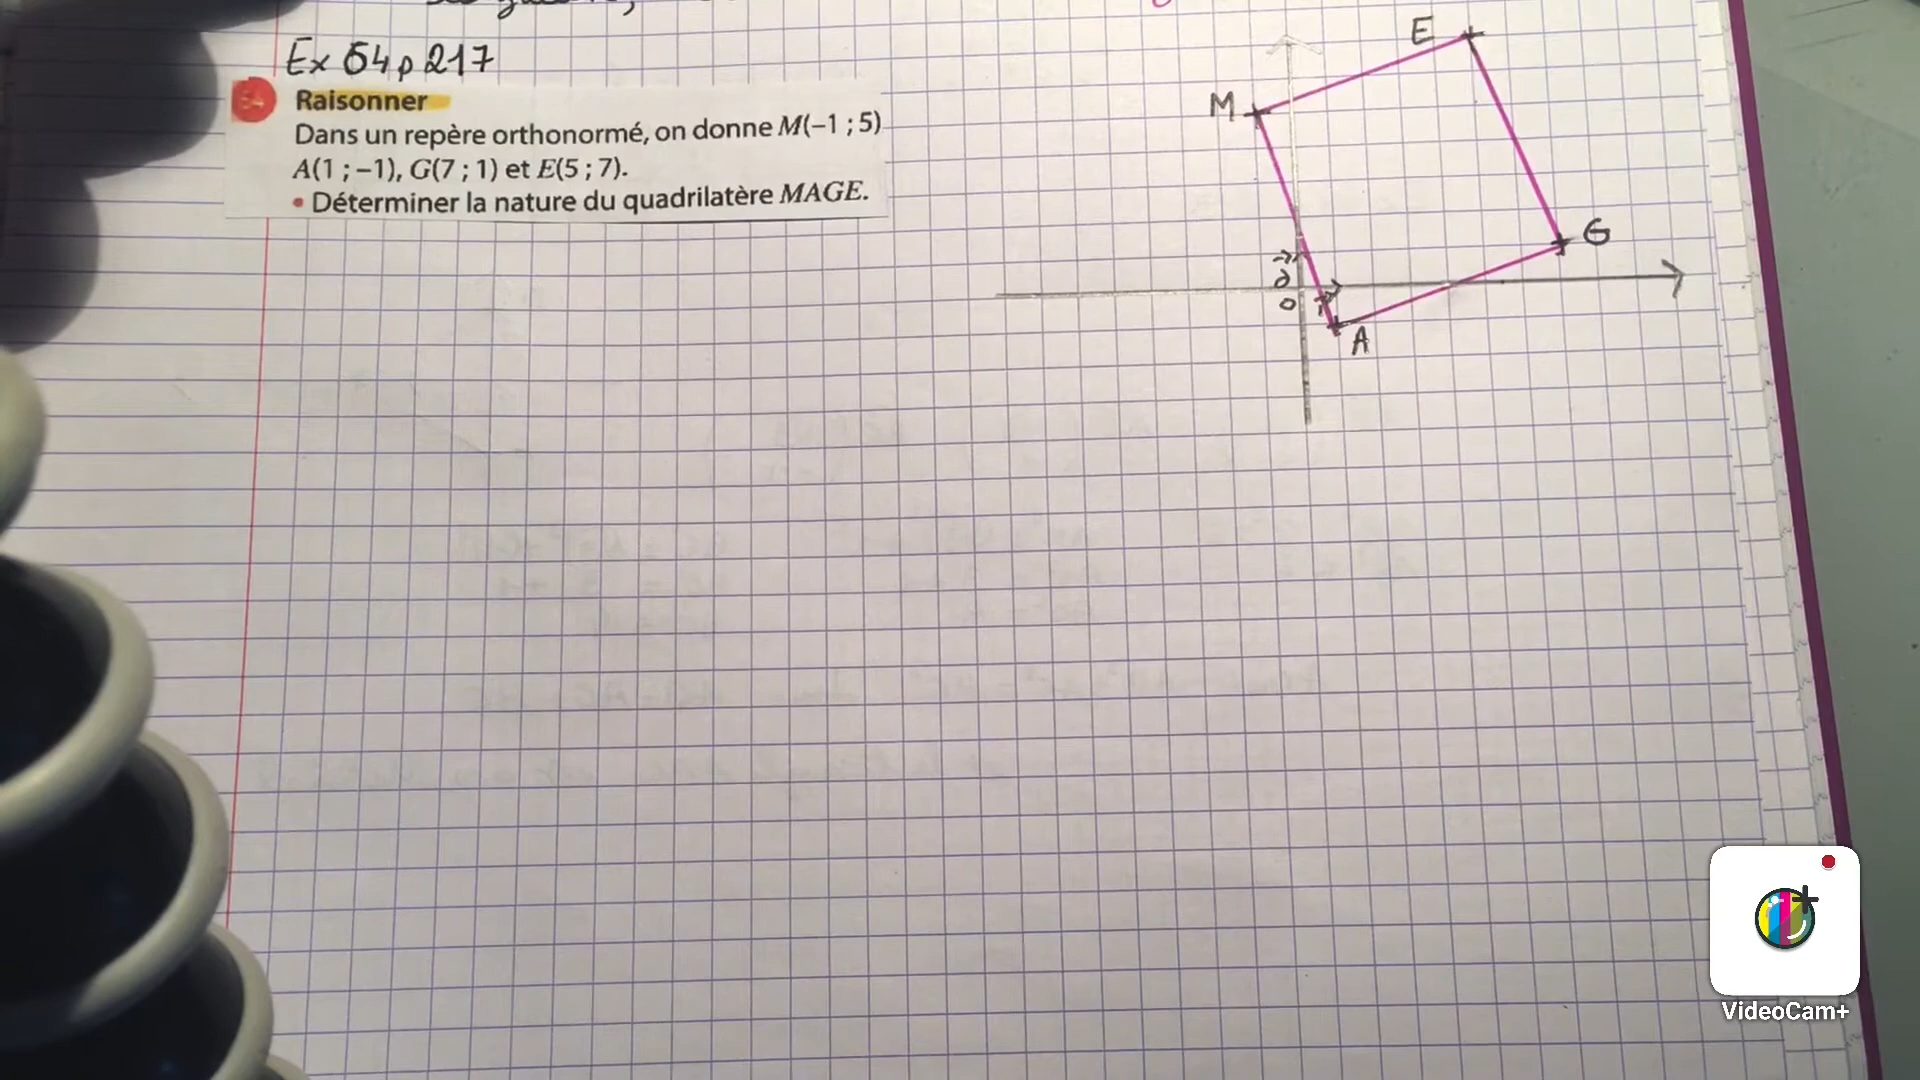 Ex 54 p 217
54 Raisonner
Dans un repère orthonormé, on donne M(–1 ; 5)
A(1 ; –1), G(7 ; 1) et E(5 ; 7).
• Déterminer la nature du quadrilatère MAGE.
E
M
G
O
A
VideoCam+